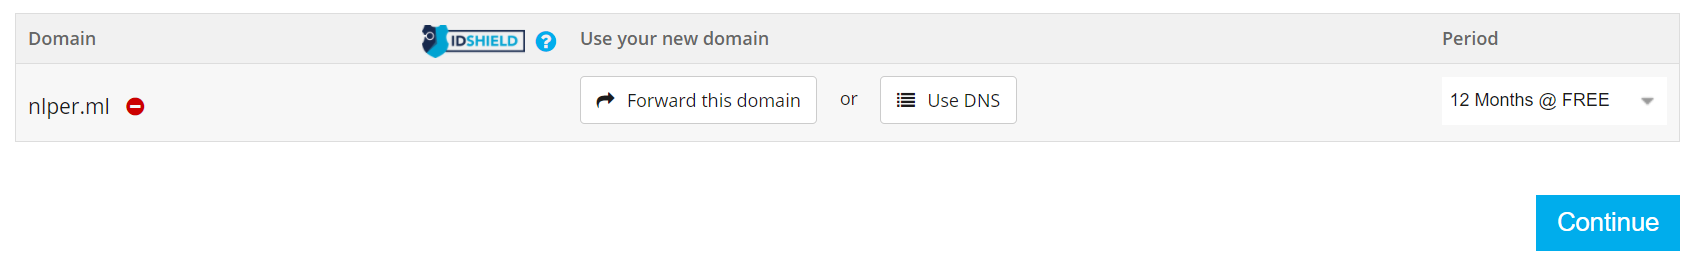 Domain IDSHIELD ? Use your new domain Period
nlper.ml Forward this domain or Use DNS 12 Months @ FREE
Continue